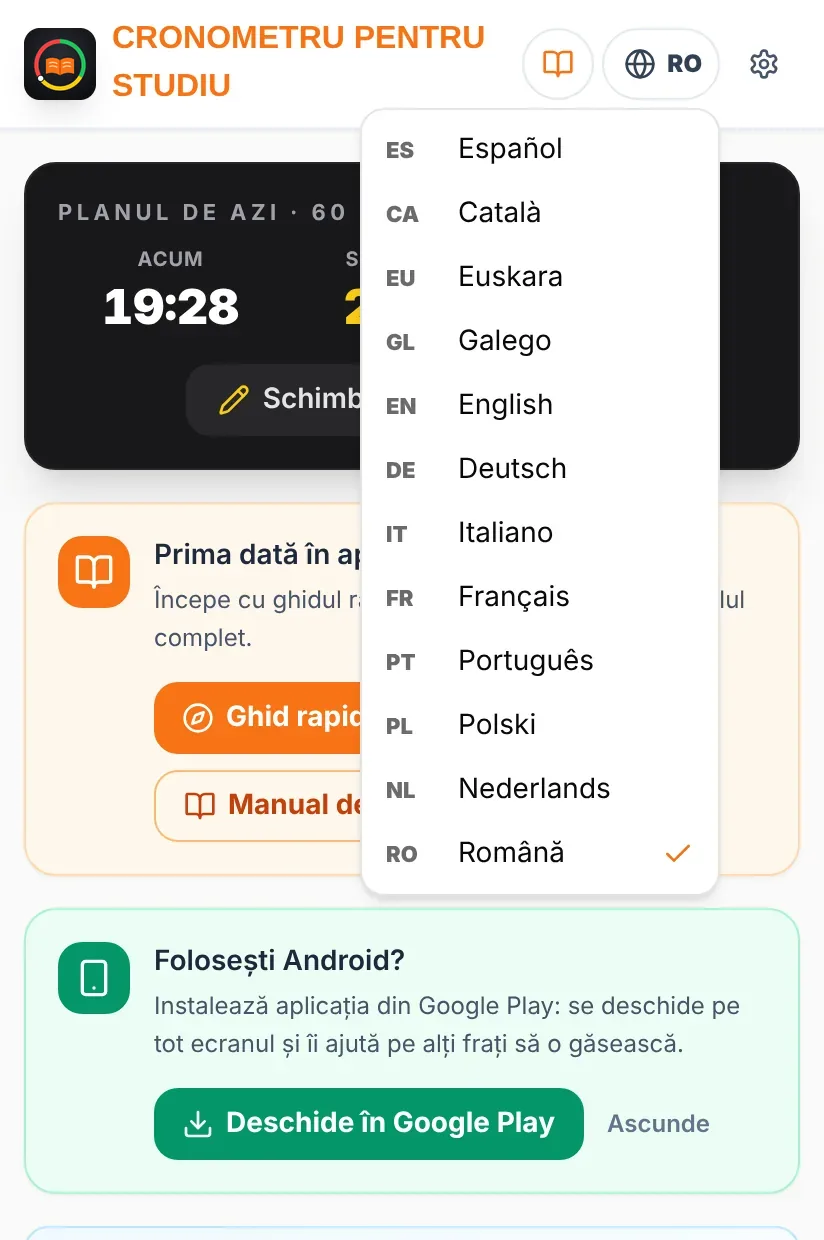 CRONOMETRU PENTRU
STUDIU
RO
PLANUL DE AZI · 60
ACUM
19:28
Schimb
ES Español
CA Català
EU Euskara
GL Galego
EN English
DE Deutsch
IT Italiano
FR Français
PT Português
PL Polski
NL Nederlands
RO Română
Prima dată în
Începe cu ghidul
complet.
Ghid rapid
Manual de
Folosești Android?
Instalează aplicația din Google Play: se deschide pe
tot ecranul și îi ajută pe alți frați să o găsească.
Deschide în Google Play
Ascunde